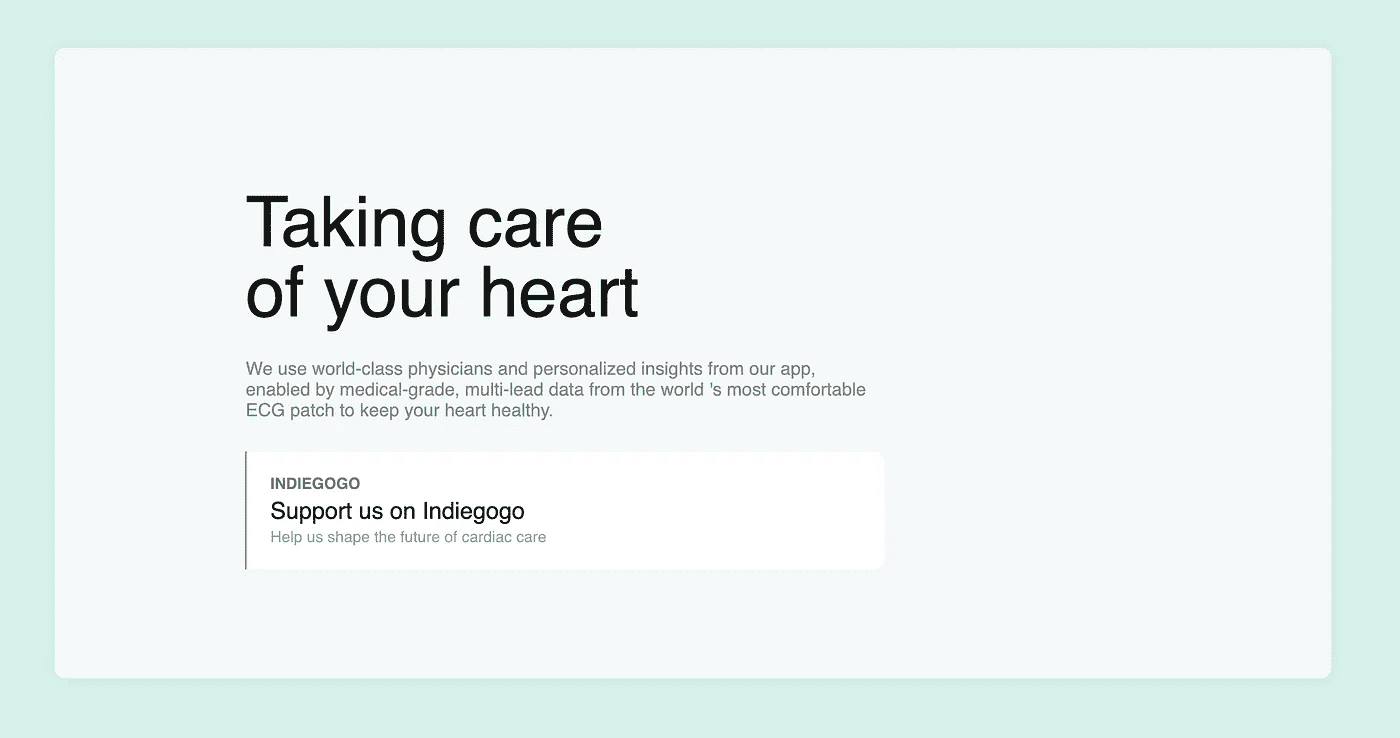 Taking care
of your heart
We use world-class physicians and personalized insights from our app,
enabled by medical-grade, multi-lead data from the world 's most comfortable
ECG patch to keep your heart healthy.
INDIEGOGO
Support us on Indiegogo
Help us shape the future of cardiac care